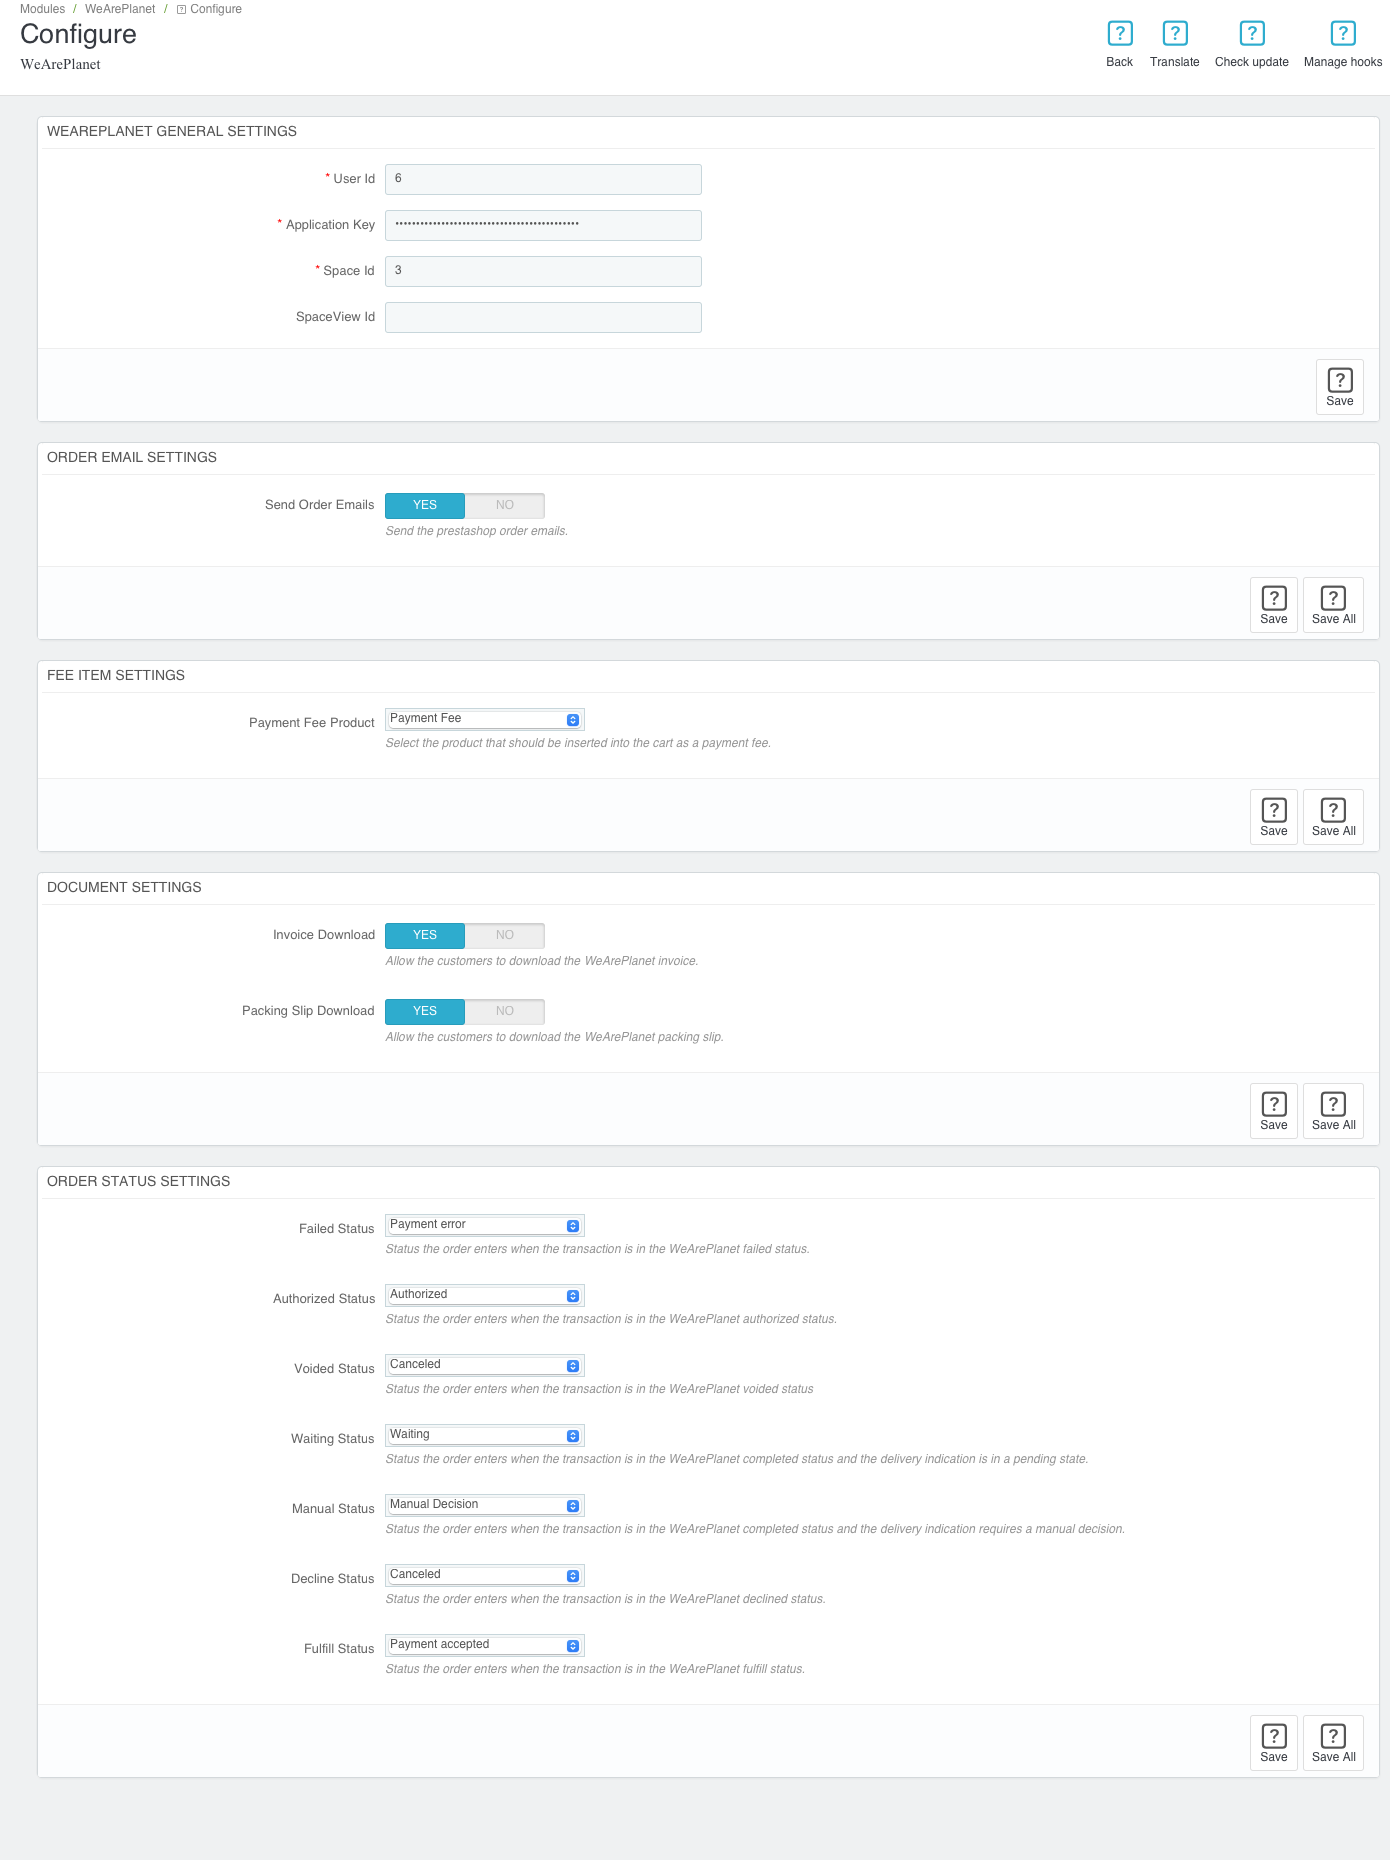 Modules / WeArePlanet / Configure
Configure
WeArePlanet
Back Translate Check update Manage hooks
WEAREPLANET GENERAL SETTINGS
* User Id 6
* Application Key ••••••••••••••••••••••••••••••••••••••••••••
* Space Id 3
SpaceView Id
Save
ORDER EMAIL SETTINGS
Send Order Emails YES NO
Send the prestashop order emails.
Save Save All
FEE ITEM SETTINGS
Payment Fee Product Payment Fee
Select the product that should be inserted into the cart as a payment fee.
Save Save All
DOCUMENT SETTINGS
Invoice Download YES NO
Allow the customers to download the WeArePlanet invoice.
Packing Slip Download YES NO
Allow the customers to download the WeArePlanet packing slip.
Save Save All
ORDER STATUS SETTINGS
Failed Status Payment error
Status the order enters when the transaction is in the WeArePlanet failed status.
Authorized Status Authorized
Status the order enters when the transaction is in the WeArePlanet authorized status.
Voided Status Canceled
Status the order enters when the transaction is in the WeArePlanet voided status
Waiting Status Waiting
Status the order enters when the transaction is in the WeArePlanet completed status and the delivery indication is in a pending state.
Manual Status Manual Decision
Status the order enters when the transaction is in the WeArePlanet completed status and the delivery indication requires a manual decision.
Decline Status Canceled
Status the order enters when the transaction is in the WeArePlanet declined status.
Fulfill Status Payment accepted
Status the order enters when the transaction is in the WeArePlanet fulfill status.
Save Save All